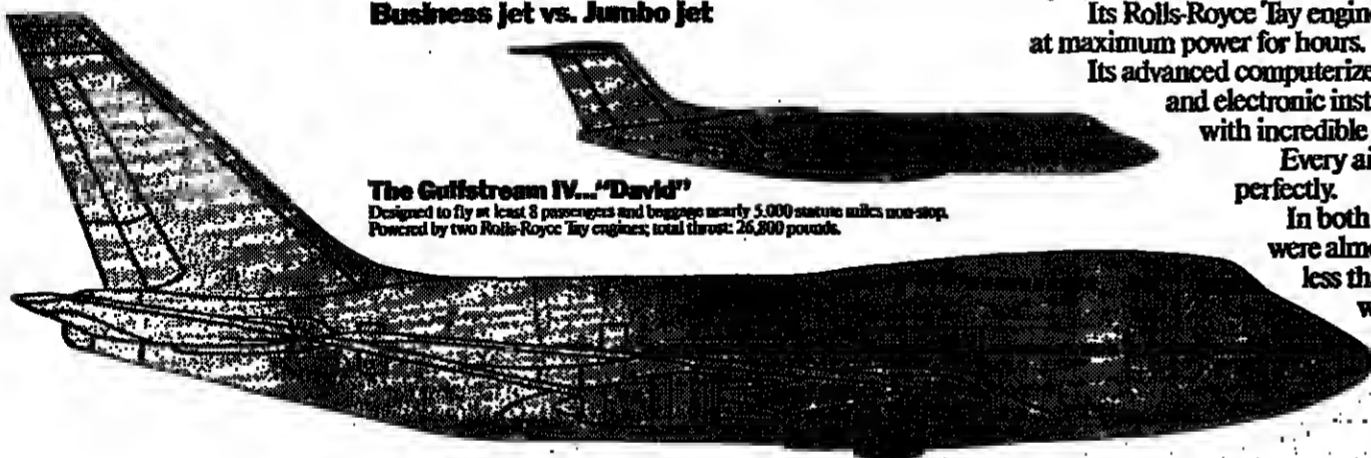 Business jet vs. Jumbo jet
The Gulfstream IV..."David"
Designed to fly at least 8 passengers and baggage nearly 5,000 statute miles non-stop.
Powered by two Rolls-Royce Tay engines; total thrust: 26,800 pounds.
Its Rolls-Royce Tay engin
at maximum power for hours.
Its advanced computerize
and electronic inst
with incredible
Every ai
perfectly.
In both
were almo
less th
w